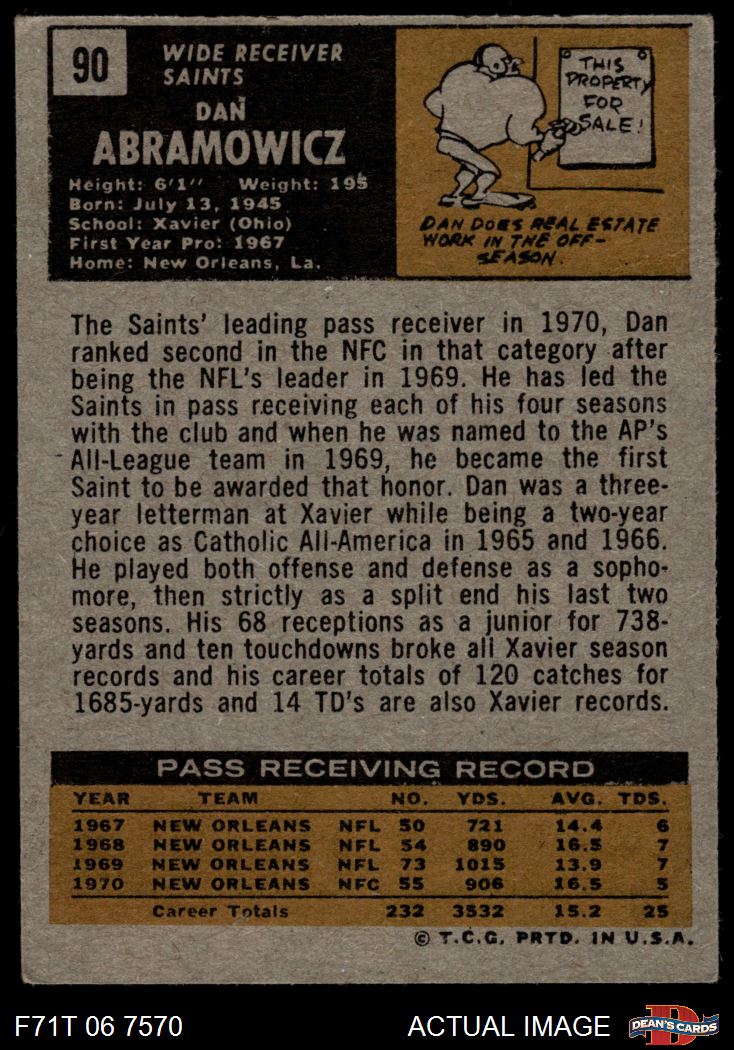 90
WIDE RECEIVER
SAINTS
DAN
ABRAMOWICZ
Height: 6'1" Weight: 195
Born: July 13, 1945
School: Xavier (Ohio)
First Year Pro: 1967
Home: New Orleans, La.
THIS
PROPERTY
FOR
SALE!
DAN DOES REAL ESTATE
WORK IN THE OFF-
SEASON.
The Saints' leading pass receiver in 1970, Dan
ranked second in the NFC in that category after
being the NFL's leader in 1969. He has led the
Saints in pass receiving each of his four seasons
with the club and when he was named to the AP's
All-League team in 1969, he became the first
Saint to be awarded that honor. Dan was a three-
year letterman at Xavier while being a two-year
choice as Catholic All-America in 1965 and 1966.
He played both offense and defense as a sopho-
more, then strictly as a split end his last two
seasons. His 68 receptions as a junior for 738-
yards and ten touchdowns broke all Xavier season
records and his career totals of 120 catches for
1685-yards and 14 TD's are also Xavier records.
PASS RECEIVING RECORD
YEAR TEAM NO. YDS. AVG. TDS.
1967 NEW ORLEANS NFL 50 721 14.4 6
1968 NEW ORLEANS NFL 54 890 16.5 7
1969 NEW ORLEANS NFL 73 1015 13.9 7
1970 NEW ORLEANS NFC 55 906 16.5 5
Career Totals 232 3532 15.2 25
© T.C.G. PRTD. IN U.S.A.
F71T 06 7570 ACTUAL IMAGE
D
DEAN'S CARDS